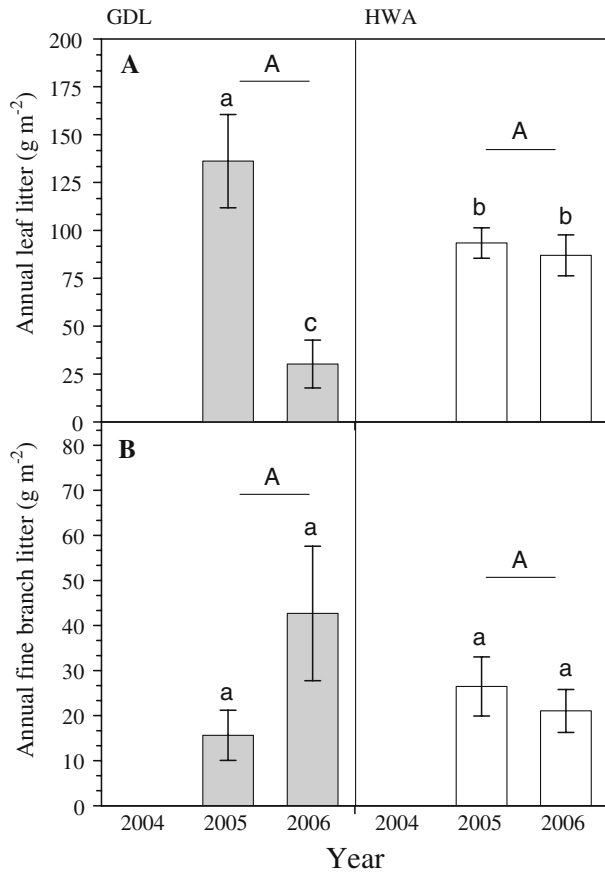 GDL HWA
200
175
150
125
100
75
50
25
0
Annual leaf litter (g m-2)
A
A
a
c
A
b b
80
70
60
50
40
30
20
10
0
Annual fine branch litter (g m-2)
B
A
a
a
A
a
a
2004 2005 2006 2004 2005 2006
Year